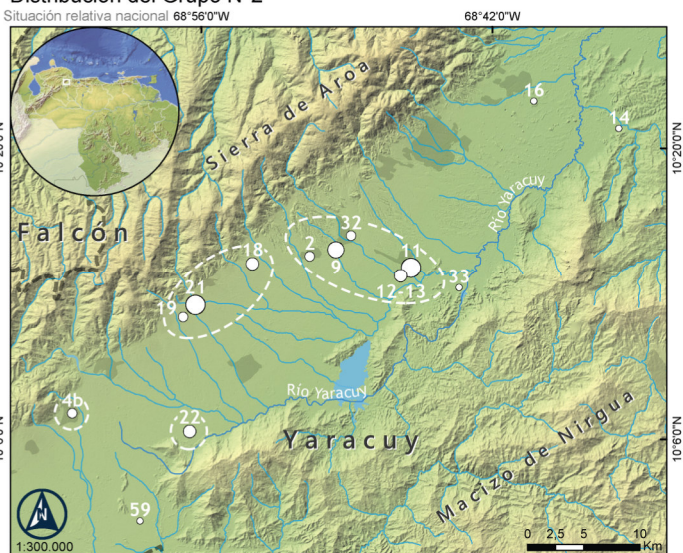 Distribución del Grupo N°2
Situación relativa nacional
68°56'0"W
68°42'0"W
16
14
10°20'0"N
Sierra de Aroa
Río Yaracuy
Falcón
32
18
2
9
11
12-13
33
21
19
Río Yaracuy
4b
22
Yaracuy
10°6'0"N
Macizo de Nirgua
59
N
1:300.000
0 2,5 5 10
Km